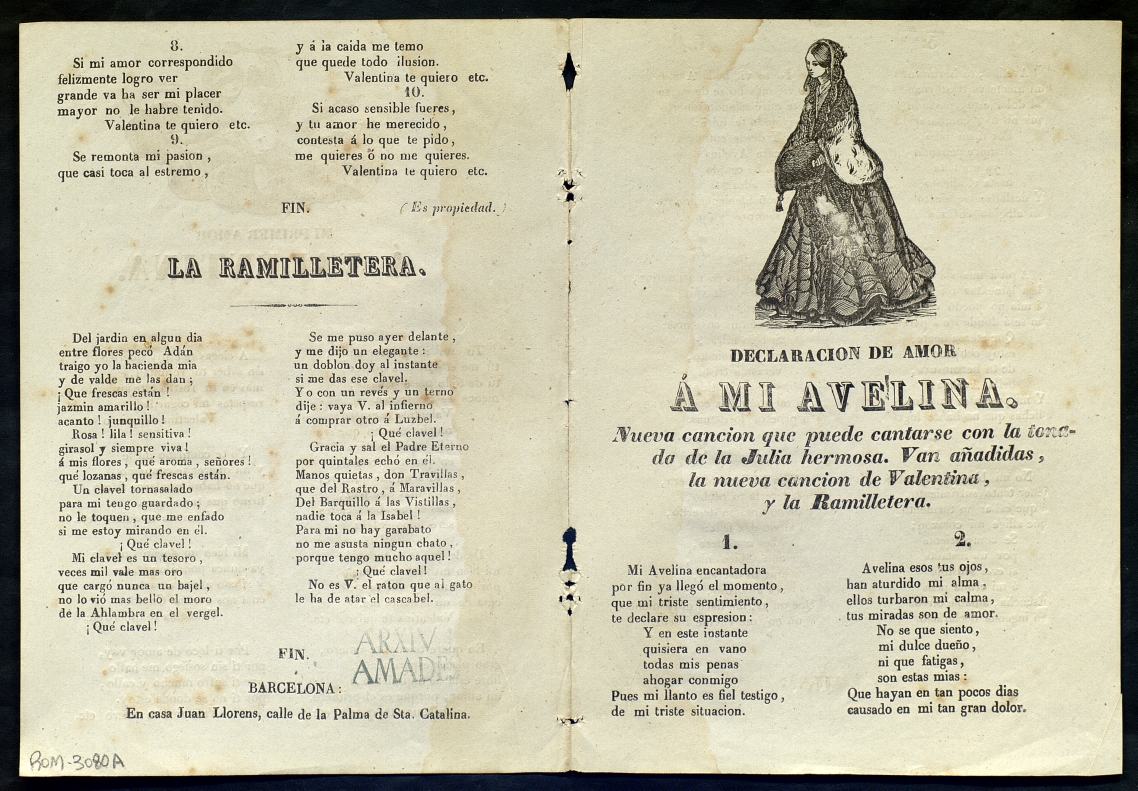 8.
Si mi amor correspondido
felizmente logro ver
grande va ha ser mi placer
mayor no le habre tenido.
Valentina te quiero etc.
9.
Se remonta mi pasion ,
que casi toca al estremo ,
y á la caida me temo
que quede todo ilusion.
Valentina te quiero etc.
10.
Si acaso sensible fueres ,
y tu amor he merecido ,
contesta á lo que te pido ,
me quieres ō no me quieres.
Valentina te quiero etc.
FIN. ( Es propiedad. )
LA RAMILLETERA.
Del jardin en algun dia
entre flores pecó Adán
traigo yo la hacienda mia
y de valde me las dan ;
¡ Que frescas están !
jazmin amarillo !
acanto ! junquillo !
Rosa ! lila ! sensitiva !
girasol y siempre viva !
á mis flores , qué aroma , señores !
qué lozanas , qué frescas están.
Un clavel tornasalado
para mi tengo guardado ;
no le toquen , que me enfado
si me estoy mirando en él.
¡ Qué clavel !
Mi clavel es un tesoro ,
veces mil vale mas oro
que cargó nunca un bajel ,
no lo vió mas bello el moro
de la Ahlambra en el vergel.
¡ Qué clavel !
Se me puso ayer delante ,
y me dijo un elegante :
un doblon doy al instante
si me das ese clavel.
Yo con un revés y un terno
dije : vaya V. al infierno
á comprar otro á Luzbel.
¡ Qué clavel !
Gracia y sal el Padre Eterno
por quintales echó en él.
Manos quietas , don Travillas ,
que del Rastro , á Maravillas ,
Del Barquillo á las Vistillas ,
nadie toca á la Isabel !
Para mi no hay garabato
no me asusta ningun chato ,
porque tengo mucho aquel !
¡ Qué clavel !
No es V. el raton que al gato
le ha de atar el cascabel.
FIN.
ARXIU
AMADES
BARCELONA :
En casa Juan Llorens, calle de la Palma de Sta. Catalina.
ROM-3080A
DECLARACION DE AMOR
Á MI AVELINA.
Nueva cancion que puede cantarse con la tona-
da de la Julia hermosa. Van añadidas ,
la nueva cancion de Valentina ,
y la Ramilletera.
1.
Mi Avelina encantadora
por fin ya llegó el momento ,
que mi triste sentimiento ,
te declare su espresion :
Y en este instante
quisiera en vano
todas mis penas
ahogar conmigo
Pues mi llanto es fiel testigo ,
de mi triste situacion.
2.
Avelina esos tus ojos ,
han aturdido mi alma ,
ellos turbaron mi calma ,
tus miradas son de amor.
No se que siento ,
mi dulce dueño ,
ni que fatigas ,
son estas mias :
Que hayan en tan pocos dias
causado en mi tan gran dolor.